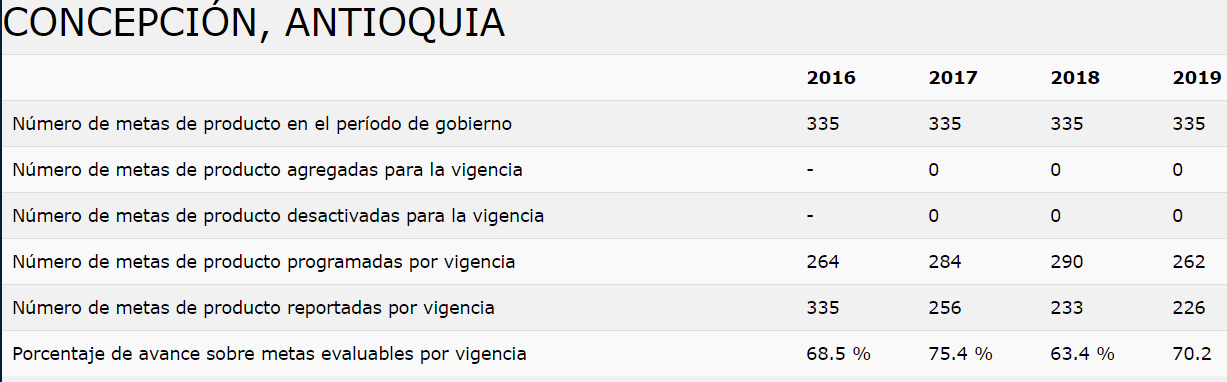 CONCEPCIÓN, ANTIOQUIA
2016 2017 2018 2019
Número de metas de producto en el período de gobierno 335 335 335 335
Número de metas de producto agregadas para la vigencia - 0 0 0
Número de metas de producto desactivadas para la vigencia - 0 0 0
Número de metas de producto programadas por vigencia 264 284 290 262
Número de metas de producto reportadas por vigencia 335 256 233 226
Porcentaje de avance sobre metas evaluables por vigencia 68.5 % 75.4 % 63.4 % 70.2